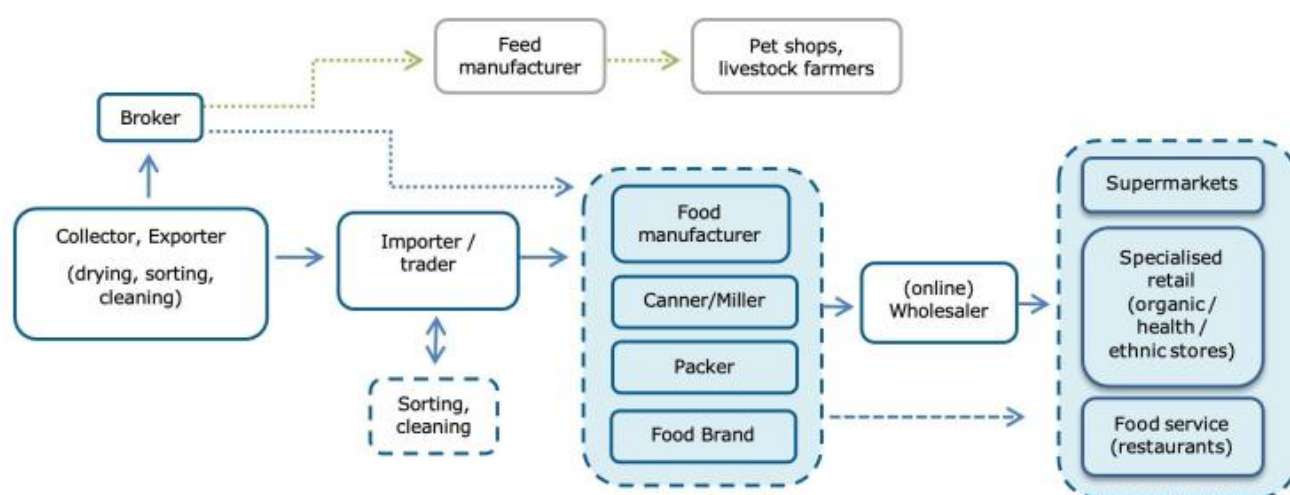 Feed
manufacturer
Pet shops,
livestock farmers
Broker
Collector, Exporter
(drying, sorting,
cleaning)
Importer /
trader
Sorting,
cleaning
Food
manufacturer
Canner/Miller
Packer
Food Brand
(online)
Wholesaler
Supermarkets
Specialised
retail
(organic /
health /
ethnic stores)
Food service
(restaurants)